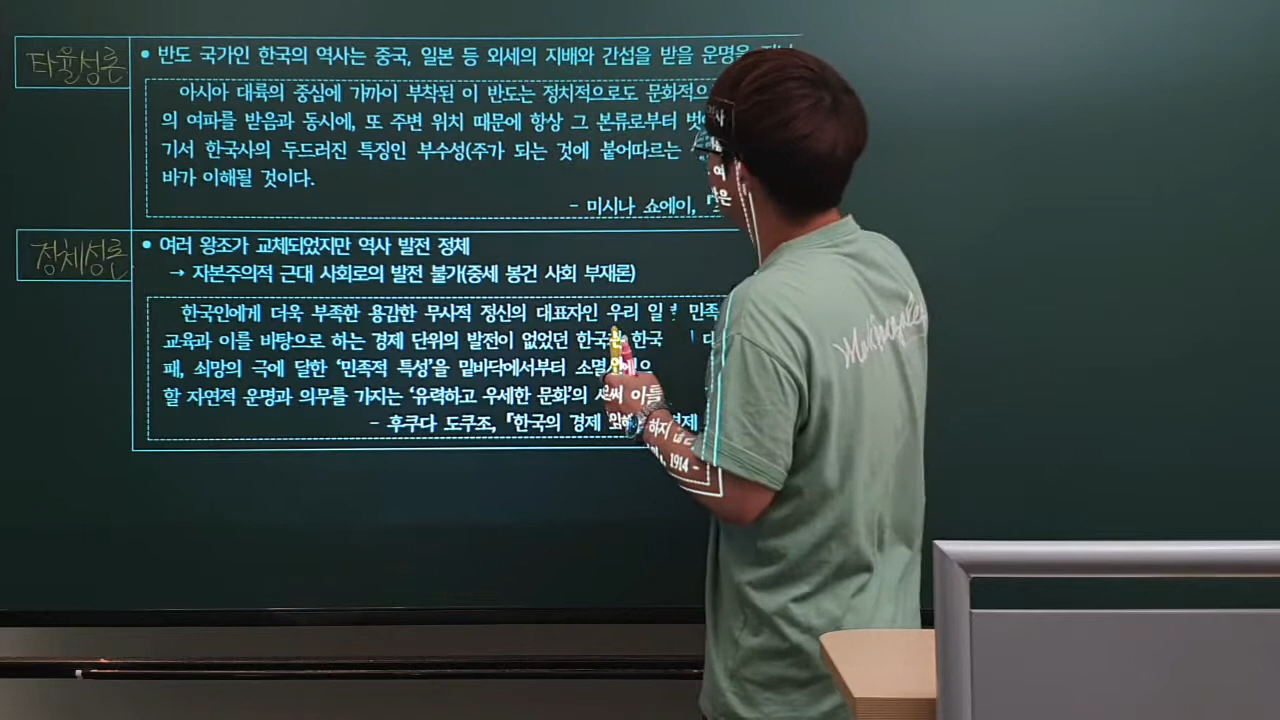 타율성론
• 반도 국가인 한국의 역사는 중국, 일본 등 외세의 지배와 간섭을 받을 운명을
아시아 대륙의 중심에 가까이 부착된 이 반도는 정치적으로도 문화적으
의 여파를 받음과 동시에, 또 주변 위치 때문에 항상 그 본류로부터
기서 한국사의 두드러진 특징인 부수성(주가 되는 것에 붙어따르는
바가 이해될 것이다.
- 미시나 쇼에이, 『
정체성론
• 여러 왕조가 교체되었지만 역사 발전 정체
→ 자본주의적 근대 사회로의 발전 불가(중세 봉건 사회 부재론)
한국인에게 더욱 부족한 용감한 무사적 정신의 대표자인 우리 일 민족
교육과 이를 바탕으로 하는 경제 단위의 발전이 없었던 한국 한국
패, 쇠망의 극에 달한 ‘민족적 특성’을 밑바닥에서부터 소멸
할 자연적 운명과 의무를 가지는 ‘유력하고 우세한 문화’의 이를
- 후쿠다 도쿠조, 『한국의 경제
1914 -